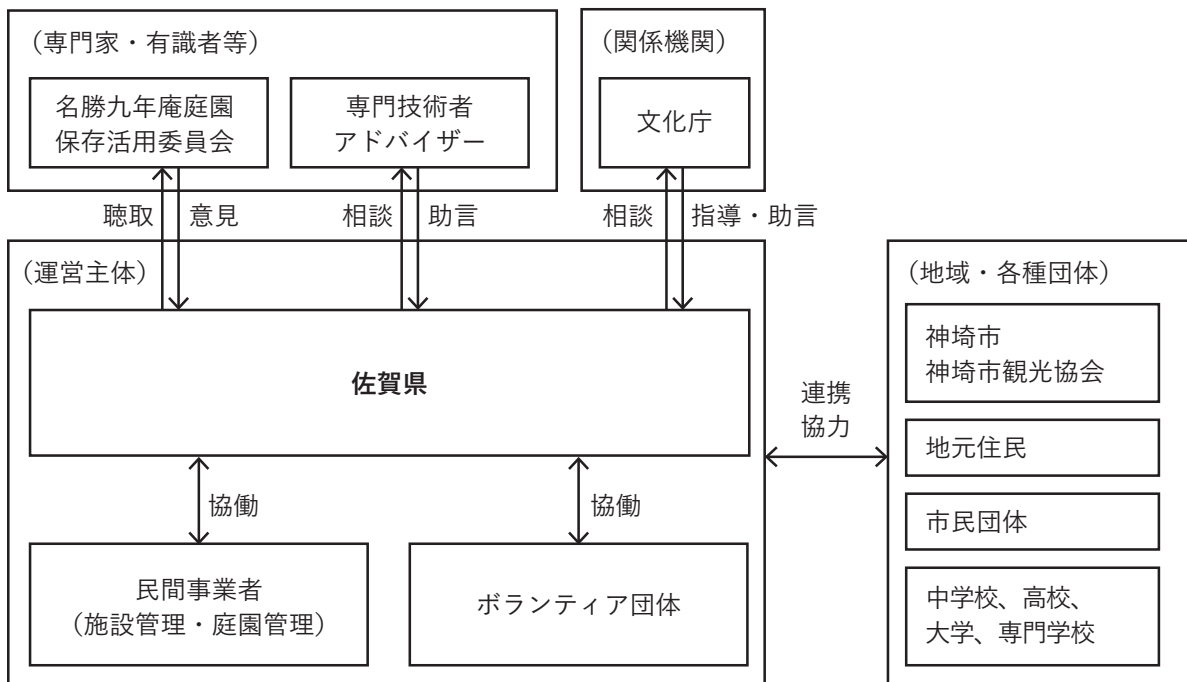 （専門家・有識者等）
名勝九年庵庭園
保存活用委員会
専門技術者
アドバイザー
（関係機関）
文化庁
聴取
意見
相談
助言
相談
指導・助言
（運営主体）
佐賀県
協働
協働
民間事業者
（施設管理・庭園管理）
ボランティア団体
連携
協力
（地域・各種団体）
神埼市
神埼市観光協会
地元住民
市民団体
中学校、高校、
大学、専門学校